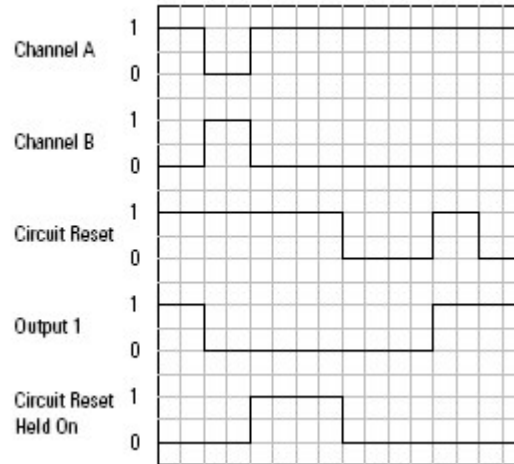 Channel A
1
0
Channel B
1
0
Circuit Reset
1
0
Output 1
1
0
Circuit Reset
Held On
1
0